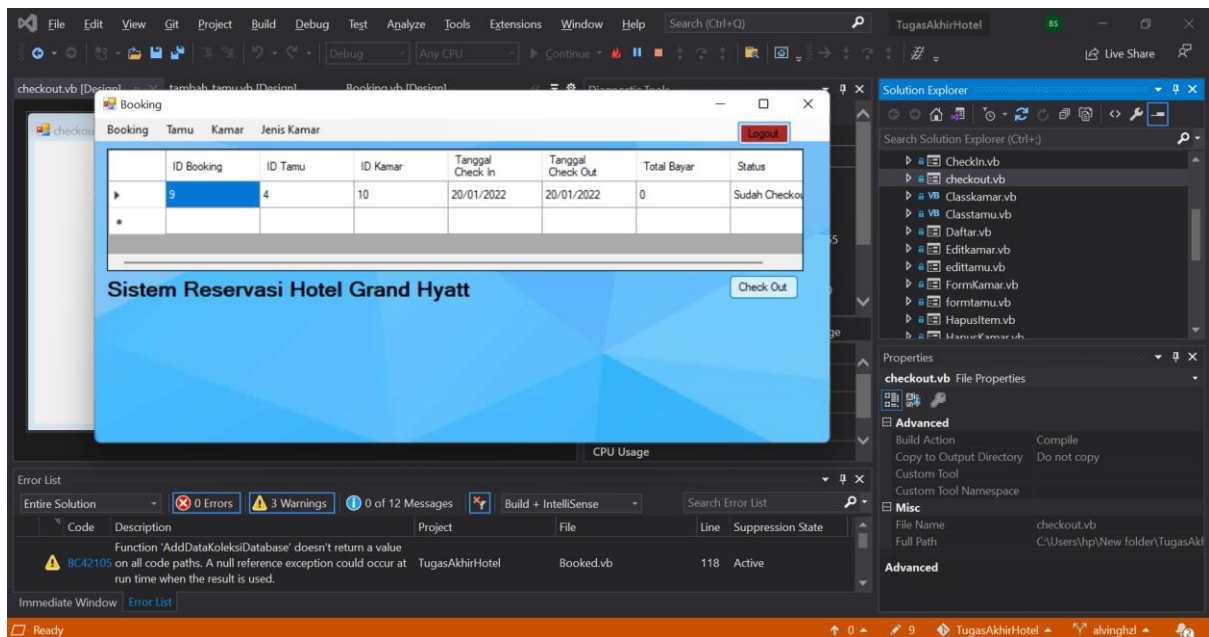 File Edit View Git Project Build Debug Test Analyze Tools Extensions Window Help Search (Ctrl+Q) TugasAkhirHotel BS
Debug Any CPU Continue Live Share
checkout.vb [Design] tambah_tamu.vb [Design] Booking.vb [Design] Diagnostic Tools
Solution Explorer
Search Solution Explorer (Ctrl+;)
CheckIn.vb
checkout.vb
Classkamar.vb
Classtamu.vb
Daftar.vb
Editkamar.vb
edittamu.vb
FormKamar.vb
formtamu.vb
HapusItem.vb
HapusKamar.vb
Booking
Booking Tamu Kamar Jenis Kamar Logout
ID Booking ID Tamu ID Kamar Tanggal Check In Tanggal Check Out Total Bayar Status
9 4 10 20/01/2022 20/01/2022 0 Sudah Checkou
Sistem Reservasi Hotel Grand Hyatt
Check Out
CPU Usage
Properties
checkout.vb File Properties
Advanced
Build Action Compile
Copy to Output Directory Do not copy
Custom Tool
Custom Tool Namespace
Misc
File Name checkout.vb
Full Path C:\Users\hp\New folder\TugasAkl
Advanced
Error List
Entire Solution 0 Errors 3 Warnings 0 of 12 Messages Build + IntelliSense Search Error List
Code Description Project File Line Suppression State
BC42105 Function 'AddDataKoleksiDatabase' doesn't return a value
on all code paths. A null reference exception could occur at TugasAkhirHotel Booked.vb 118 Active
run time when the result is used.
Immediate Window Error List
Ready 0 9 TugasAkhirHotel alvinghzl